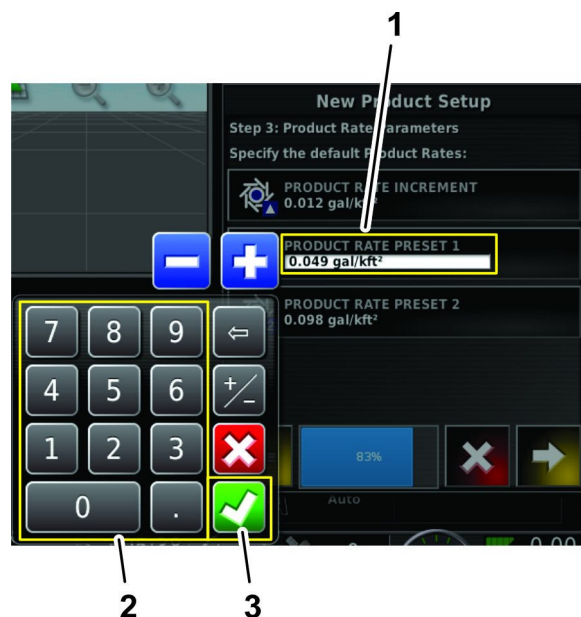 1
New Product Setup
Step 3: Product Rate Parameters
Specify the default Product Rates:
PRODUCT RATE INCREMENT
0.012 gal/kft²
PRODUCT RATE PRESET 1
0.049 gal/kft²
PRODUCT RATE PRESET 2
0.098 gal/kft²
7 8 9
4 5 6 +/−
1 2 3
83%
0 .
Auto
0.00
2 3